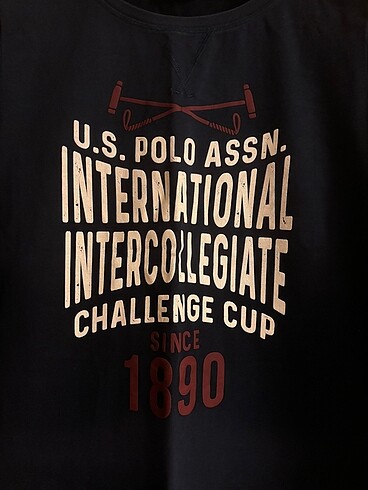 U.S. POLO ASSN.
INTERNATIONAL
INTERCOLLEGIATE
CHALLENGE CUP
SINCE
1890